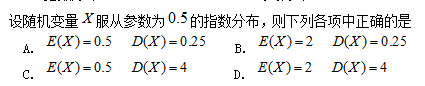 设随机变量 X 服从参数为 0.5 的指数分布，则下列各项中正确的是
A. E(X)=0.5 D(X)=0.25 B. E(X)=2 D(X)=0.25
C. E(X)=0.5 D(X)=4 D. E(X)=2 D(X)=4